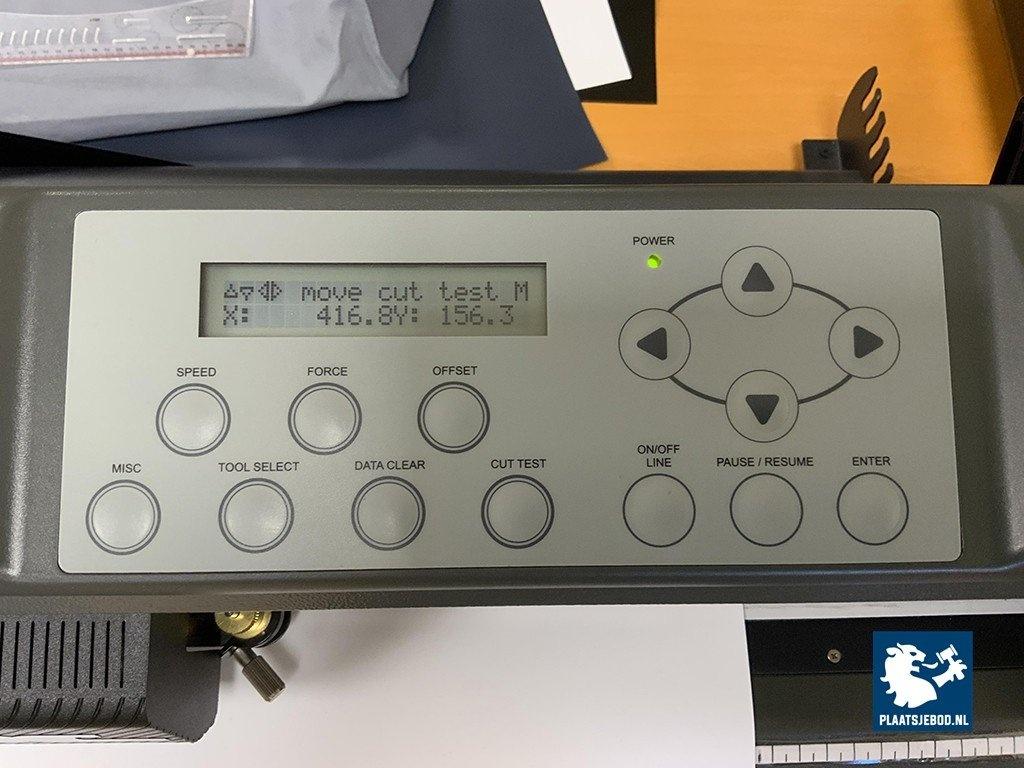 POWER
△▽◁▷ move cut test M
X: 416.8Y: 156.3
SPEED FORCE OFFSET
MISC TOOL SELECT DATA CLEAR CUT TEST
ON/OFF
LINE
PAUSE / RESUME ENTER
PLAATSJEBOD.NL